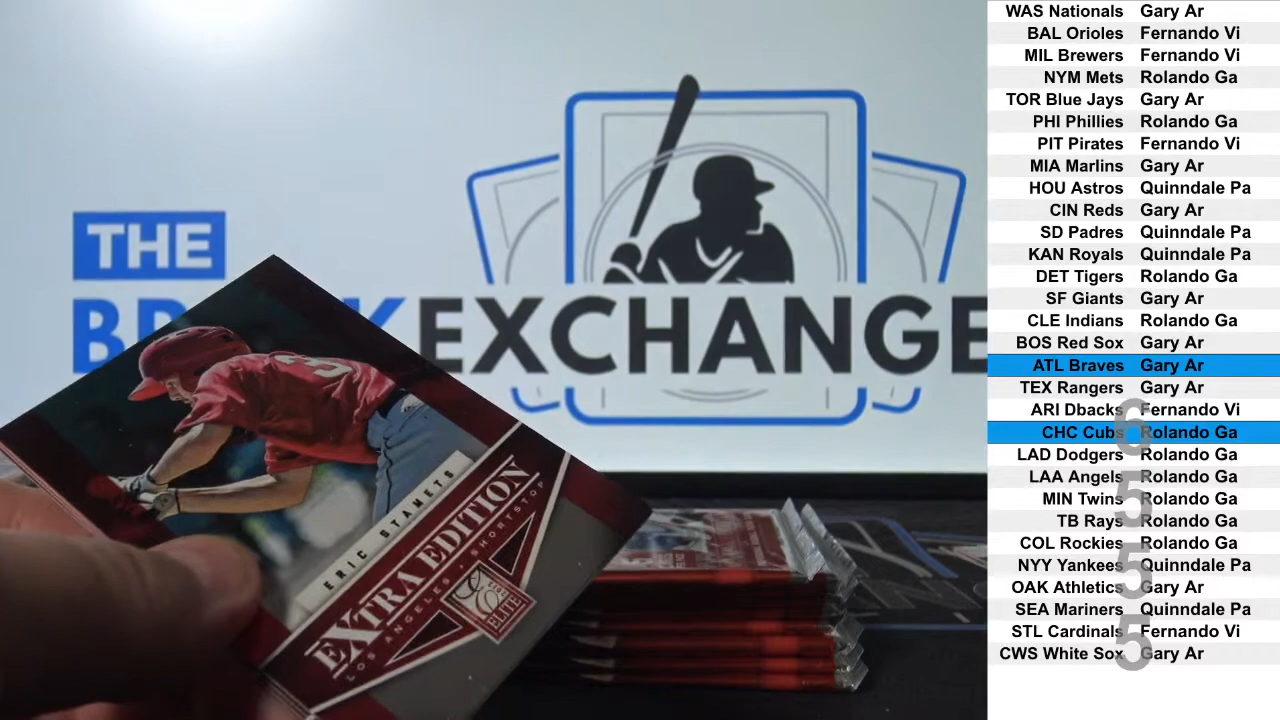 WAS Nationals Gary Ar
BAL Orioles Fernando Vi
MIL Brewers Fernando Vi
NYM Mets Rolando Ga
TOR Blue Jays Gary Ar
PHI Phillies Rolando Ga
PIT Pirates Fernando Vi
MIA Marlins Gary Ar
HOU Astros Quinndale Pa
CIN Reds Gary Ar
SD Padres Quinndale Pa
KAN Royals Quinndale Pa
DET Tigers Rolando Ga
SF Giants Gary Ar
CLE Indians Rolando Ga
BOS Red Sox Gary Ar
ATL Braves Gary Ar
TEX Rangers Gary Ar
ARI Dbacks Fernando Vi
CHC Cubs Rolando Ga
LAD Dodgers Rolando Ga
LAA Angels Rolando Ga
MIN Twins Rolando Ga
TB Rays Rolando Ga
COL Rockies Rolando Ga
NYY Yankees Quinndale Pa
OAK Athletics Gary Ar
SEA Mariners Quinndale Pa
STL Cardinals Fernando Vi
CWS White Sox Gary Ar
6
5
5
5
THE
EXCHANGE
ERIC STAMETS
EXTRA EDITION
LOS ANGELES • SHORTSTOP
ELITE